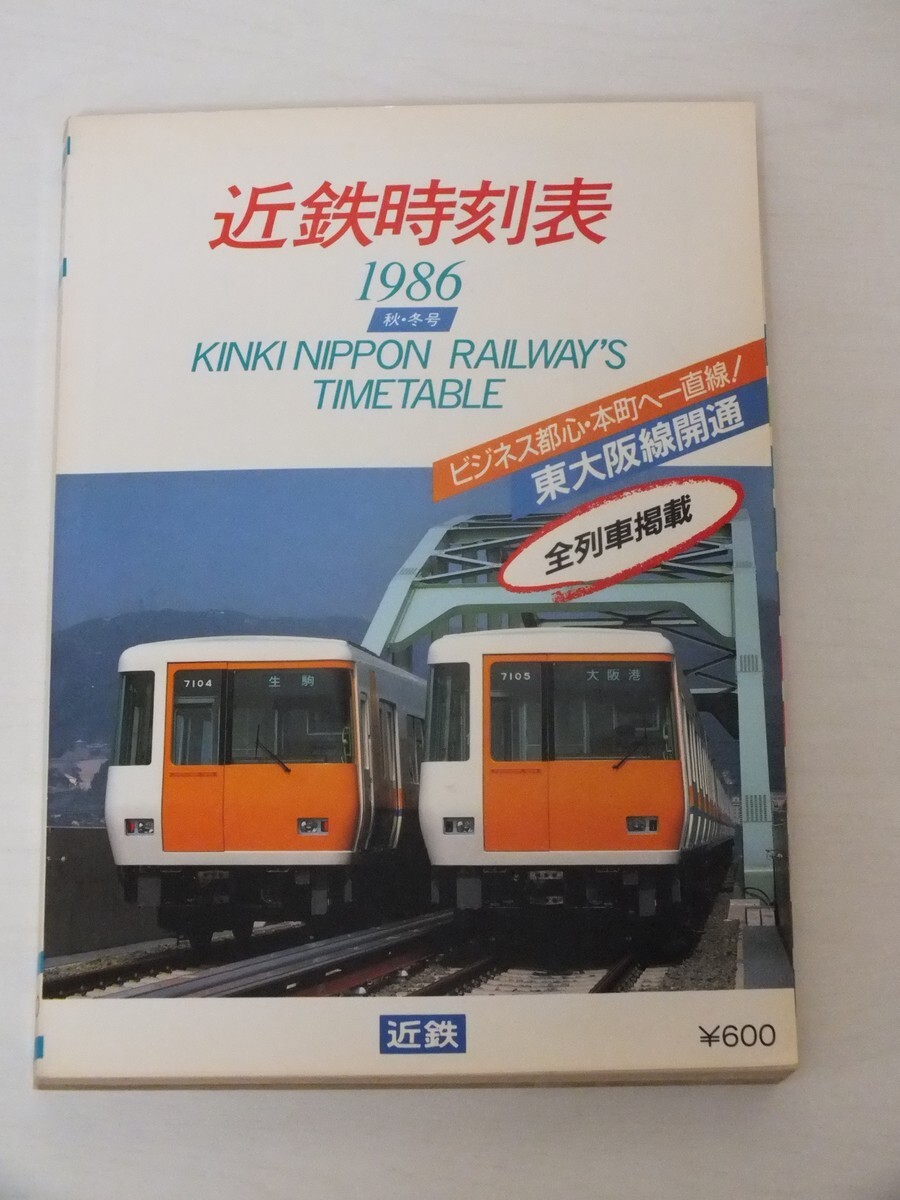 近鉄時刻表
1986
秋・冬号
KINKI NIPPON RAILWAY'S
TIMETABLE
ビジネス都心・本町へ一直線!
東大阪線開通
全列車掲載
7104 生駒
7105 大阪港
近鉄
¥600